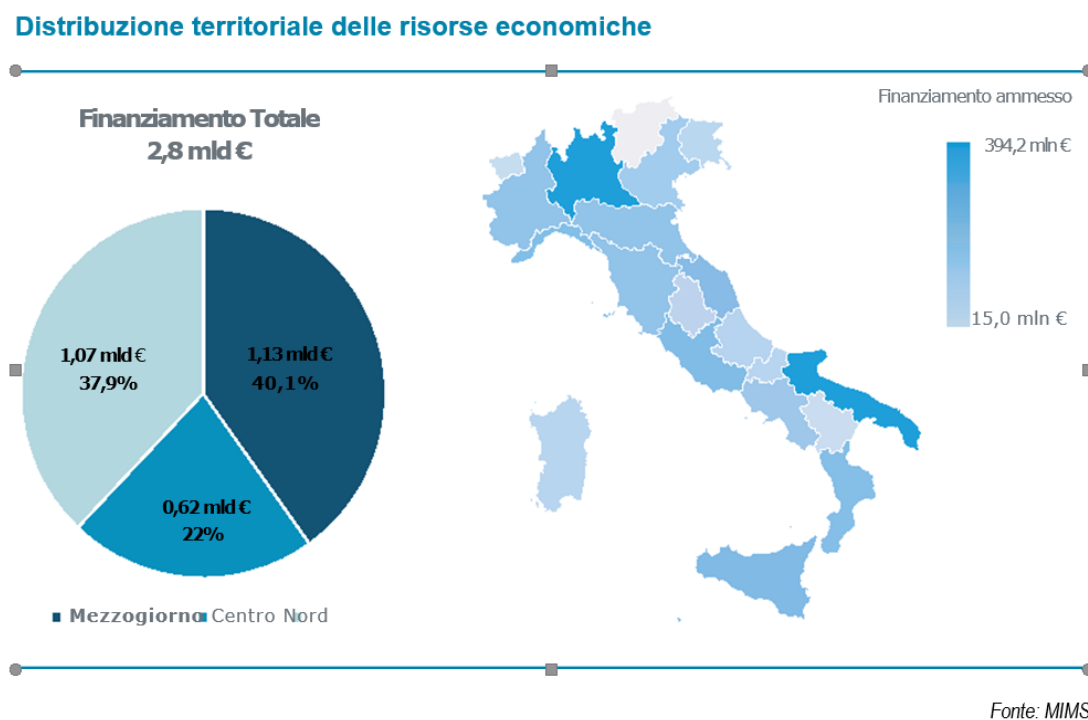 Distribuzione territoriale delle risorse economiche
Finanziamento Totale
2,8 mld €
1,07 mld €
37,9%
1,13 mld €
40,1%
0,62 mld €
22%
Mezzogiorno Centro Nord
Finanziamento ammesso
394,2 mln €
15,0 mln €
Fonte: MIMS